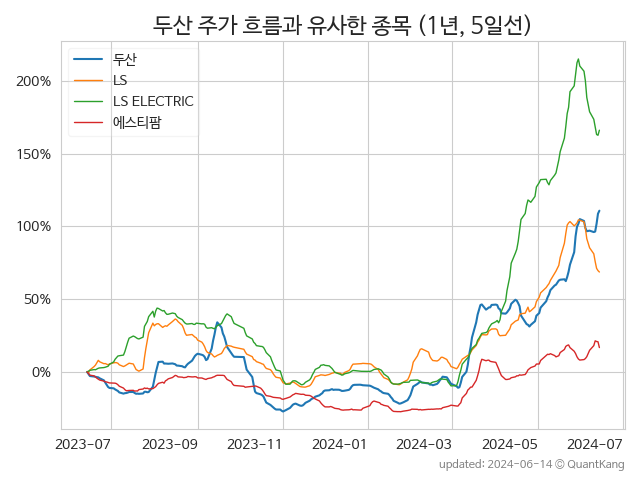 두산 주가 흐름과 유사한 종목 (1년, 5일선)
두산
LS
LS ELECTRIC
에스티팜
200%
150%
100%
50%
0%
2023-07 2023-09 2023-11 2024-01 2024-03 2024-05 2024-07
updated: 2024-06-14 © QuantKang